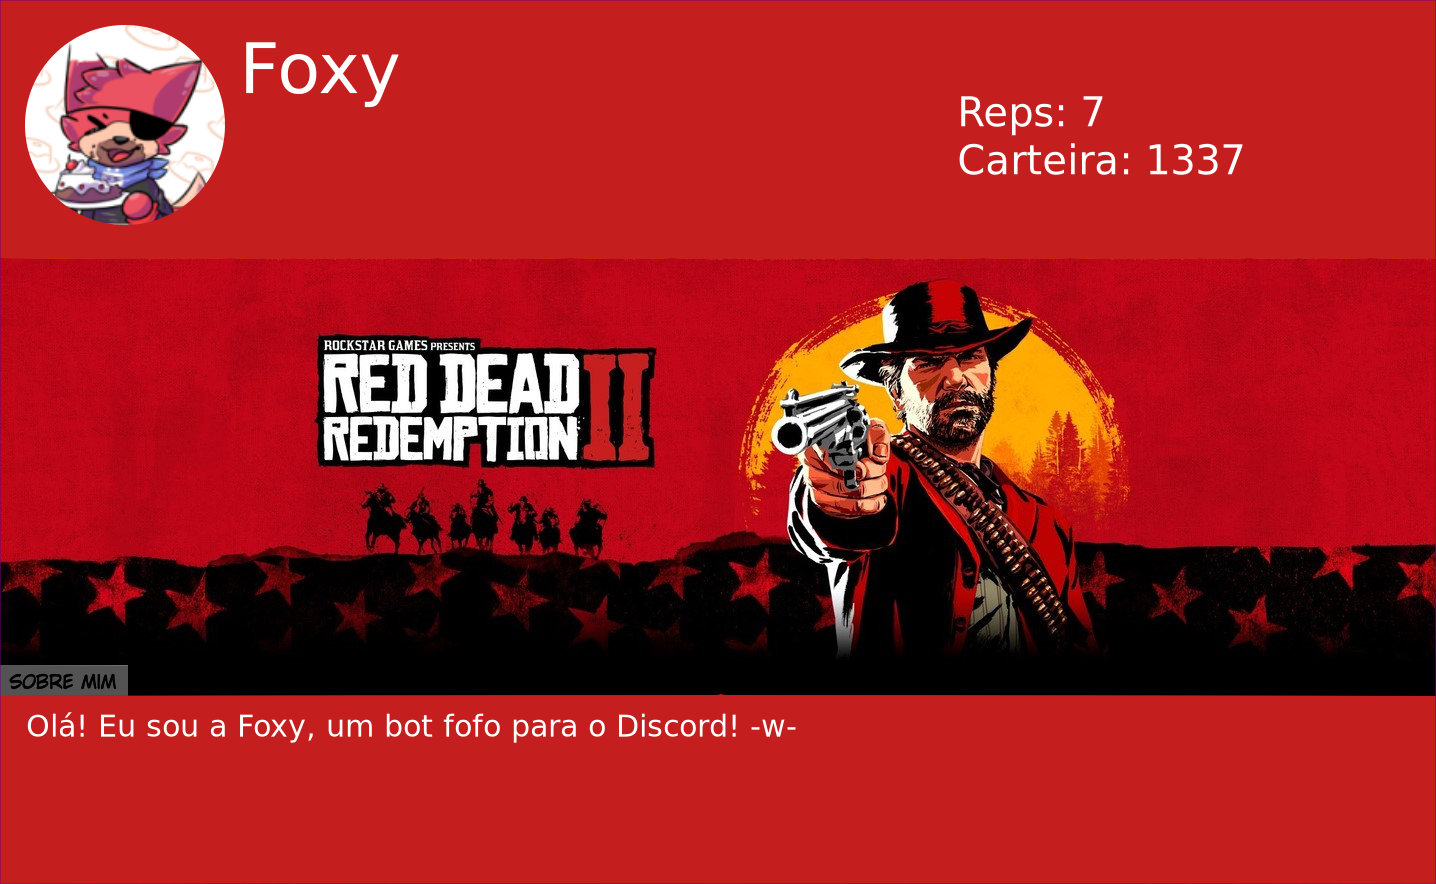 Foxy
Reps: 7
Carteira: 1337
ROCKSTAR GAMES PRESENTS
RED DEAD
REDEMPTION II
SOBRE MIM
Olá! Eu sou a Foxy, um bot fofo para o Discord! -w-